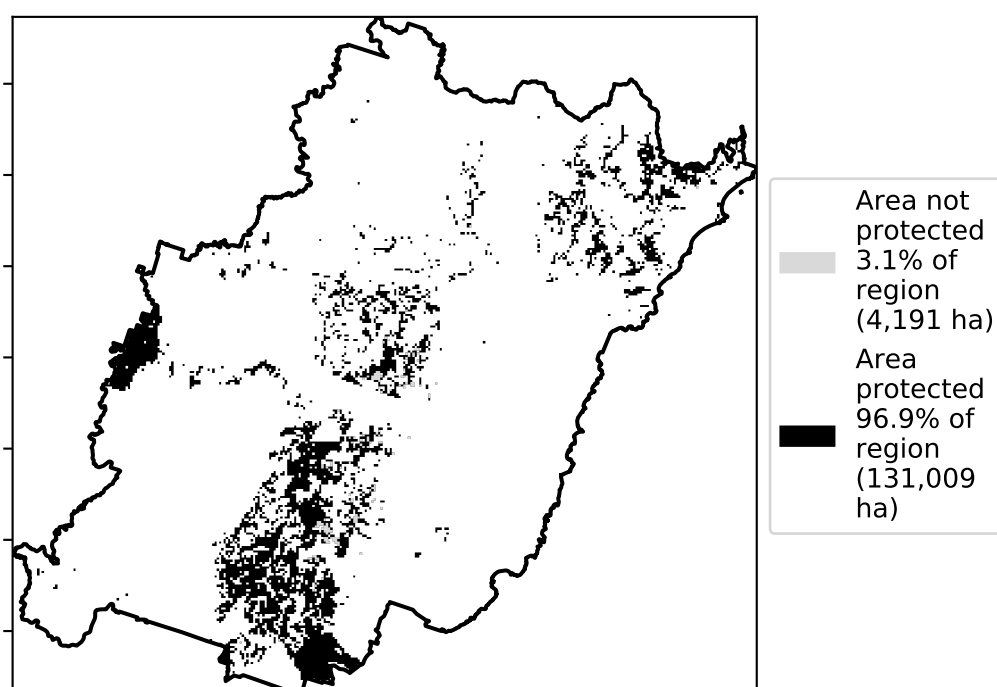 Area not
protected
3.1% of
region
(4,191 ha)
Area
protected
96.9% of
region
(131,009
ha)